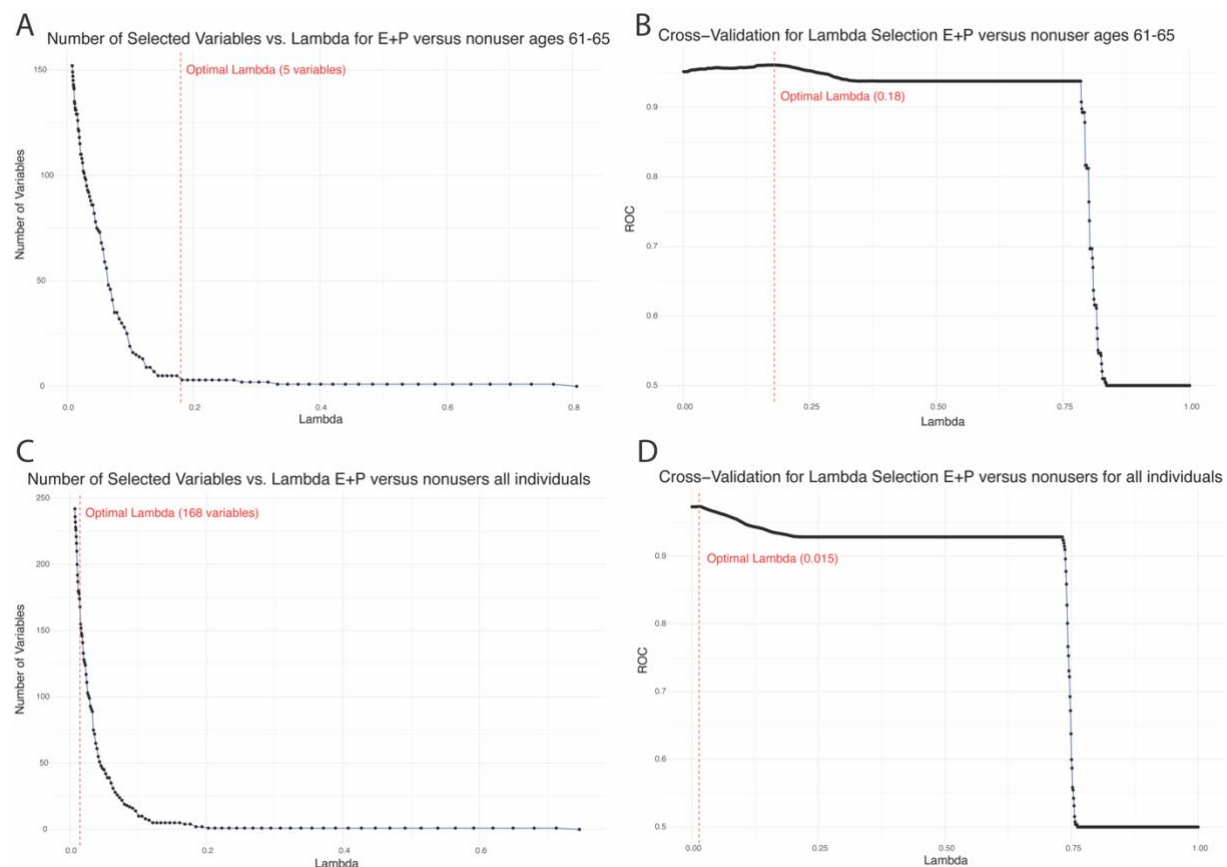 A
Number of Selected Variables vs. Lambda for E+P versus nonuser ages 61-65
Optimal Lambda (5 variables)
150
100
50
0
Number of Variables
0.0 0.2 0.4 0.6 0.8
Lambda
B
Cross−Validation for Lambda Selection E+P versus nonuser ages 61-65
Optimal Lambda (0.18)
0.9
0.8
0.7
0.6
0.5
ROC
0.00 0.25 0.50 0.75 1.00
Lambda
C
Number of Selected Variables vs. Lambda E+P versus nonusers all individuals
Optimal Lambda (168 variables)
250
200
150
100
50
0
Number of Variables
0.0 0.2 0.4 0.6
Lambda
D
Cross−Validation for Lambda Selection E+P versus nonusers for all individuals
Optimal Lambda (0.015)
0.9
0.8
0.7
0.6
0.5
ROC
0.00 0.25 0.50 0.75 1.00
Lambda